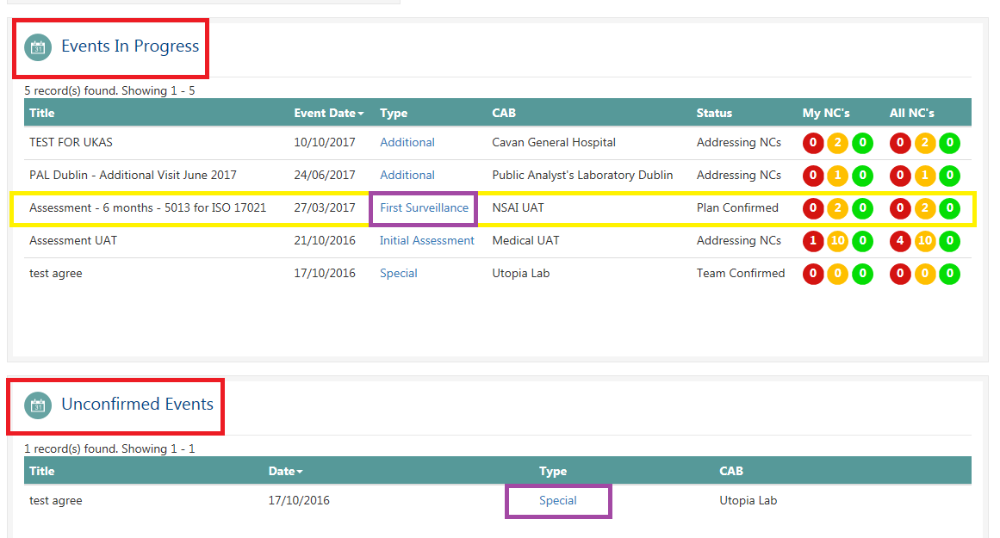 Events In Progress
5 record(s) found. Showing 1 - 5
Title Event Date Type CAB Status My NC's All NC's
TEST FOR UKAS 10/10/2017 Additional Cavan General Hospital Addressing NCs 0 2 0 0 2 0
PAL Dublin - Additional Visit June 2017 24/06/2017 Additional Public Analyst's Laboratory Dublin Addressing NCs 0 1 0 0 1 0
Assessment - 6 months - 5013 for ISO 17021 27/03/2017 First Surveillance NSAI UAT Plan Confirmed 0 2 0 0 2 0
Assessment UAT 21/10/2016 Initial Assessment Medical UAT Addressing NCs 1 10 0 4 10 0
test agree 17/10/2016 Special Utopia Lab Team Confirmed 0 0 0 0 0 0
Unconfirmed Events
1 record(s) found. Showing 1 - 1
Title Date Type CAB
test agree 17/10/2016 Special Utopia Lab